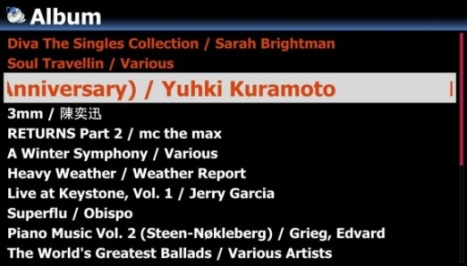 Album
Diva The Singles Collection / Sarah Brightman
Soul Travellin / Various
Anniversary) / Yuhki Kuramoto
3mm / 陳奕迅
RETURNS Part 2 / mc the max
A Winter Symphony / Various
Heavy Weather / Weather Report
Live at Keystone, Vol. 1 / Jerry Garcia
Superflu / Obispo
Piano Music Vol. 2 (Steen-Nøkleberg) / Grieg, Edvard
The World's Greatest Ballads / Various Artists